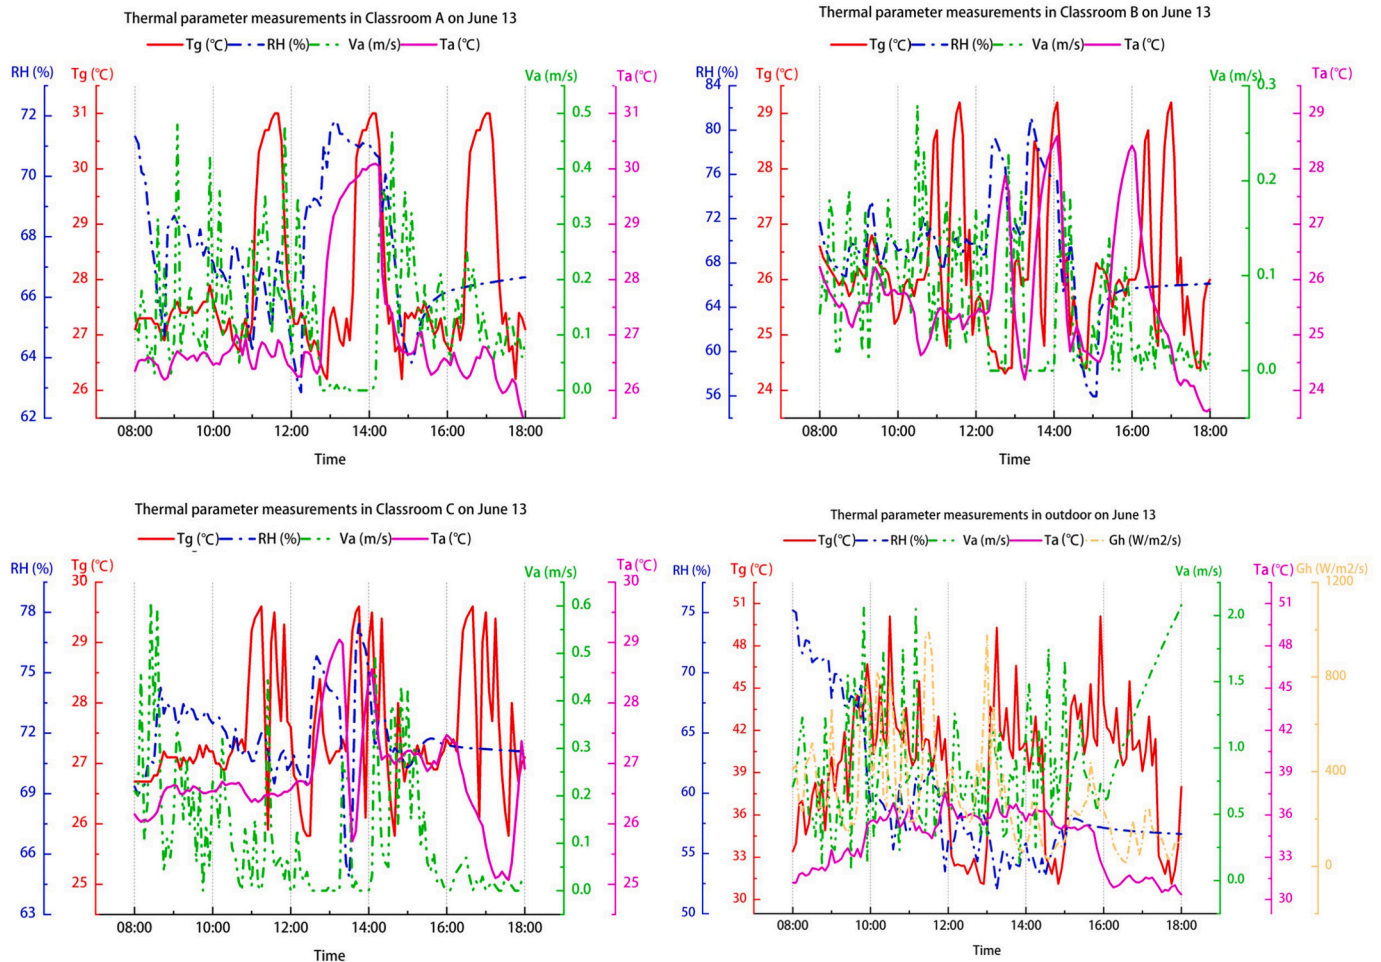 Thermal parameter measurements in Classroom A on June 13
Tg (℃) RH (%) Va (m/s) Ta (℃)
RH (%) Tg (℃) Va (m/s) Ta (℃)
72 70 68 66 64 62
31 30 29 28 27 26
0.5 0.4 0.3 0.2 0.1 0.0
31 30 29 28 27 26
08:00 10:00 12:00 14:00 16:00 18:00
Time
Thermal parameter measurements in Classroom B on June 13
Tg (℃) RH (%) Va (m/s) Ta (℃)
RH (%) Tg (℃) Va (m/s) Ta (℃)
84 80 76 72 68 64 60 56
29 28 27 26 25 24
0.3 0.2 0.1 0.0
29 28 27 26 25 24
08:00 10:00 12:00 14:00 16:00 18:00
Time
Thermal parameter measurements in Classroom C on June 13
Tg (℃) RH (%) Va (m/s) Ta (℃)
RH (%) Tg (℃) Va (m/s) Ta (℃)
78 75 72 69 66 63
30 29 28 27 26 25
0.6 0.5 0.4 0.3 0.2 0.1 0.0
30 29 28 27 26 25
08:00 10:00 12:00 14:00 16:00 18:00
Time
Thermal parameter measurements in outdoor on June 13
Tg(℃) RH (%) Va (m/s) Ta (℃) Gh (W/m2/s)
RH (%) Tg (℃) Va (m/s) Ta (℃) Gh (W/m2/s)
75 70 65 60 55 50
51 48 45 42 39 36 33 30
2.0 1.5 1.0 0.5 0.0
51 48 45 42 39 36 33 30
1200 800 400 0
08:00 10:00 12:00 14:00 16:00 18:00
Time